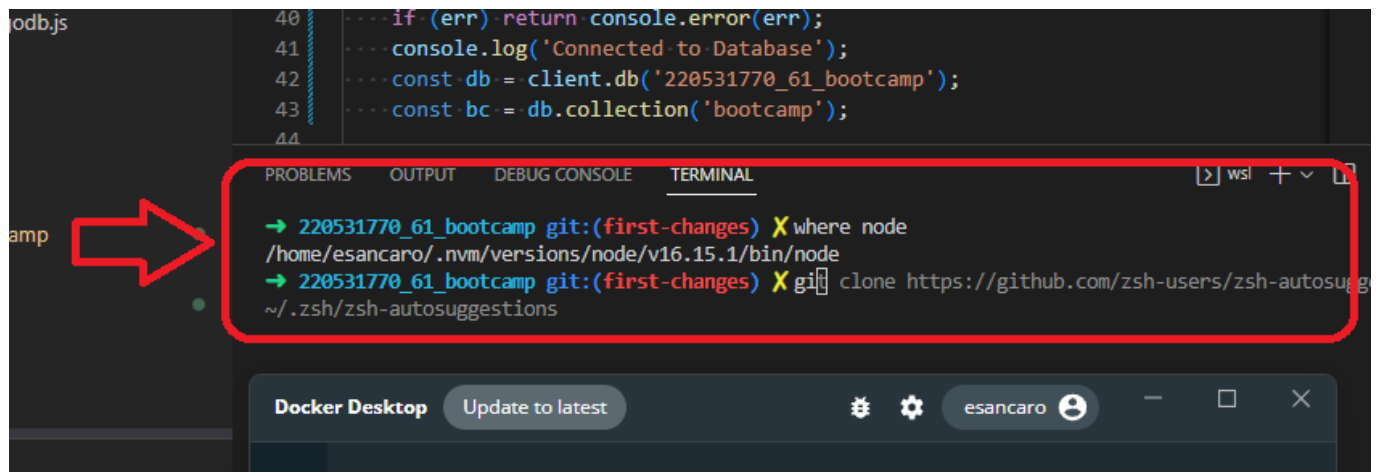 odb.js
40 if (err) return console.error(err);
41 console.log('Connected to Database');
42 const db = client.db('220531770_61_bootcamp');
43 const bc = db.collection('bootcamp');
44
PROBLEMS OUTPUT DEBUG CONSOLE TERMINAL wsl
amp
→ 220531770_61_bootcamp git:(first-changes) ✗ where node
/home/esancaro/.nvm/versions/node/v16.15.1/bin/node
→ 220531770_61_bootcamp git:(first-changes) ✗ git clone https://github.com/zsh-users/zsh-autosugge
~/.zsh/zsh-autosuggestions
Docker Desktop Update to latest esancaro